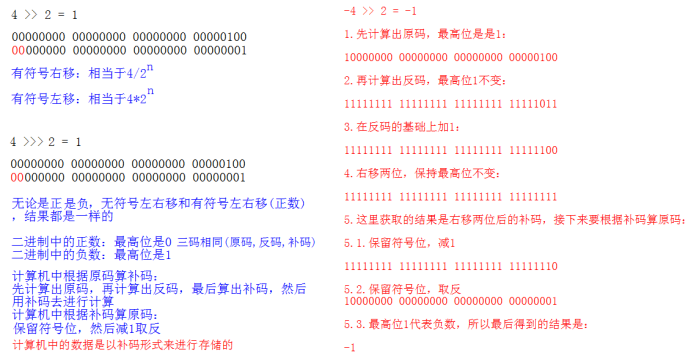 4 >> 2 = 1
00000000 00000000 00000000 00000100
00000000 00000000 00000000 00000001
有符号右移：相当于4/2^n
有符号左移：相当于4*2^n
4 >>> 2 = 1
00000000 00000000 00000000 00000100
00000000 00000000 00000000 00000001
无论是正是负，无符号左右移和有符号左右移(正数)
，结果都是一样的
二进制中的正数：最高位是0 三码相同(原码,反码,补码)
二进制中的负数：最高位是1
计算机中根据原码算补码：
先计算出原码，再计算出反码，最后算出补码，然后
用补码去进行计算
计算机中根据补码算原码：
保留符号位，然后减1取反
计算机中的数据是以补码形式来进行存储的
-4 >> 2 = -1
1.先计算出原码，最高位是是1：
10000000 00000000 00000000 00000100
2.再计算出反码，最高位1不变：
11111111 11111111 11111111 11111011
3.在反码的基础上加1：
11111111 11111111 11111111 11111100
4.右移两位，保持最高位不变：
11111111 11111111 11111111 11111111
5.这里获取的结果是右移两位后的补码，接下来要根据补码算原码：
5.1.保留符号位，减1
11111111 11111111 11111111 11111110
5.2.保留符号位，取反
10000000 00000000 00000000 00000001
5.3.最高位1代表负数，所以最后得到的结果是：
-1